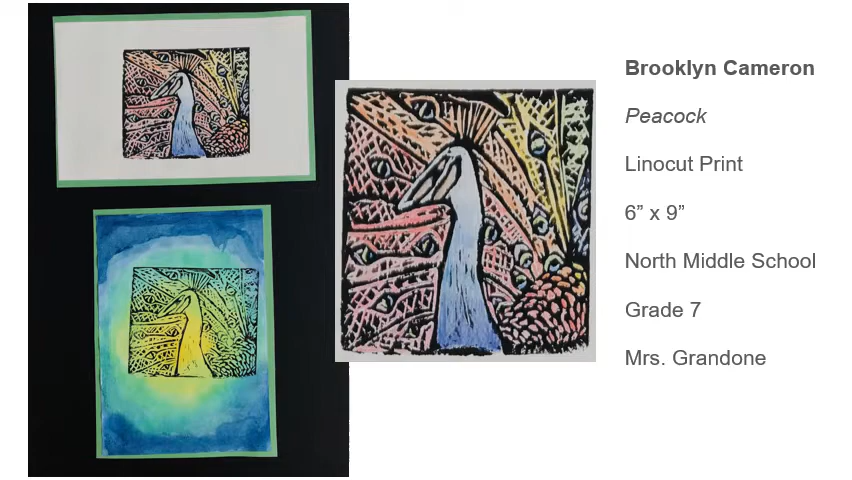 Brooklyn Cameron
Peacock
Linocut Print
6” x 9”
North Middle School
Grade 7
Mrs. Grandone